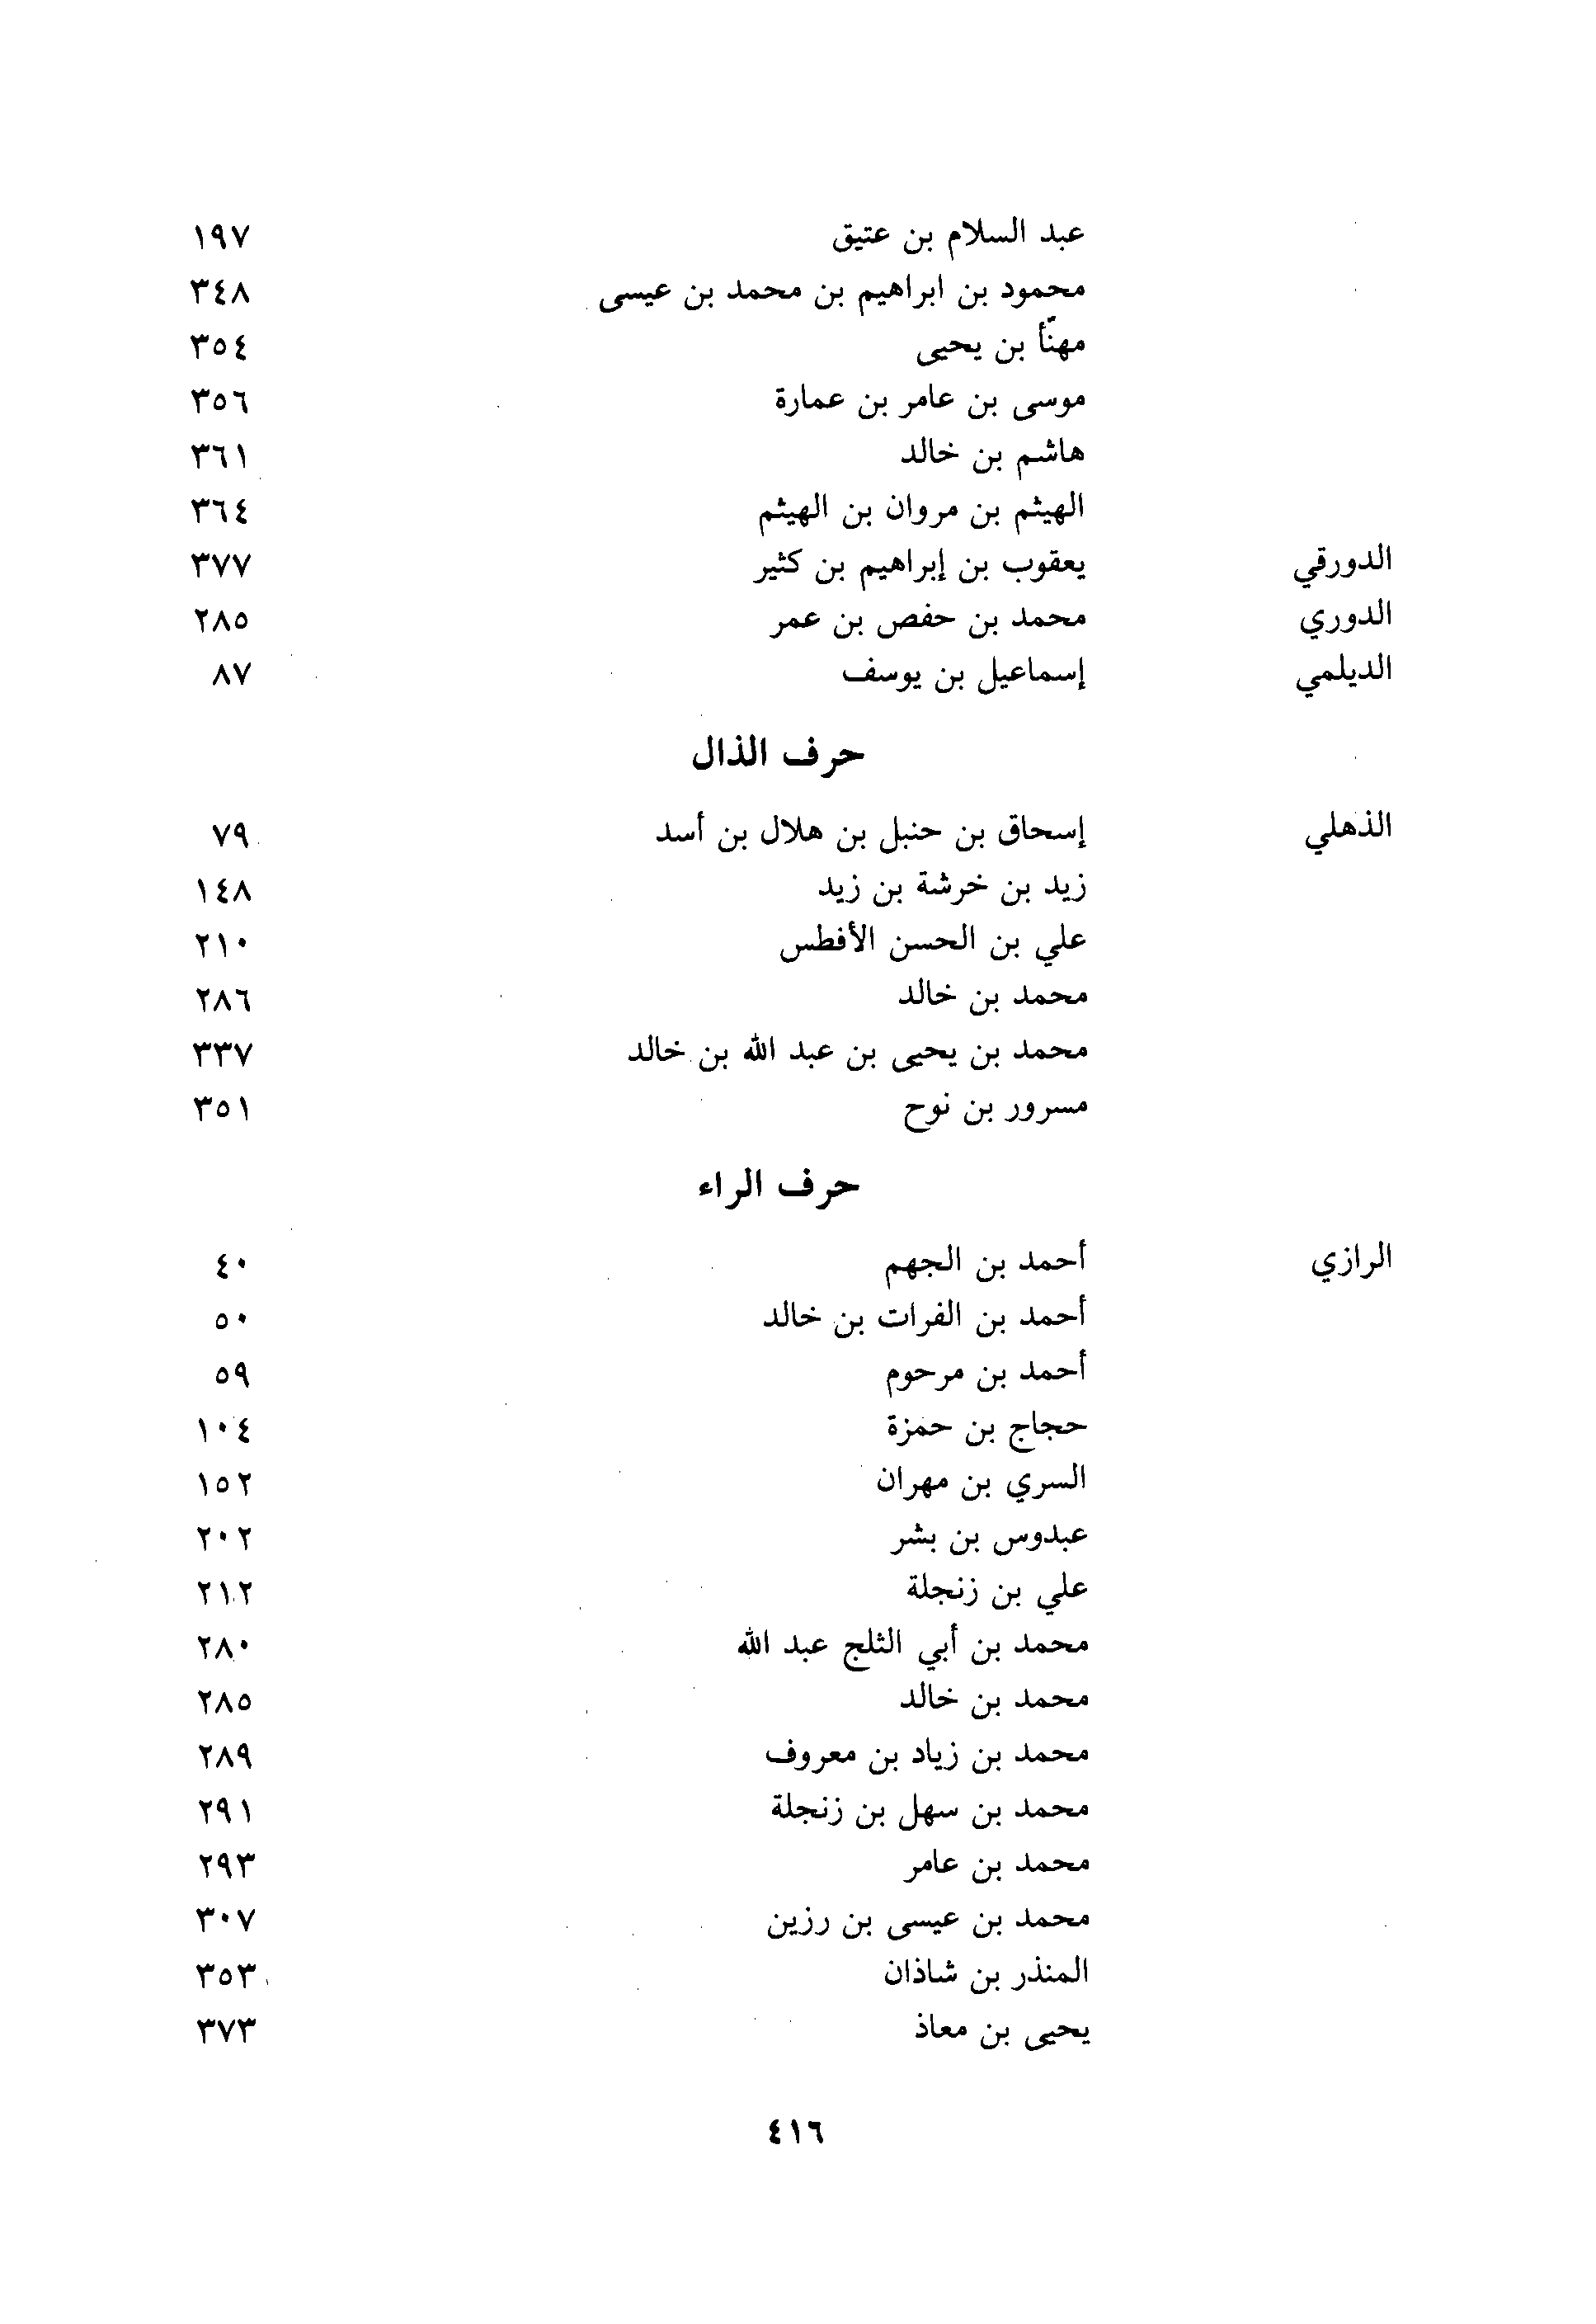 عبد السلام بن عتيق ١٩٧
محمود بن ابراهيم بن محمد بن عيسى ٣٤٨
مهنّأ بن يحيى ٣٥٤
موسى بن عامر بن عمارة ٣٥٦
هاشم بن خالد ٣٦١
الهيثم بن مروان بن الهيثم ٣٦٤
الدورقي يعقوب بن إبراهيم بن كثير ٣٧٧
الدوري محمد بن حفص بن عمر ٢٨٥
الديلمي إسماعيل بن يوسف ٨٧
حرف الذال
الذهلي إسحاق بن حنبل بن هلال بن أسد ٧٩
زيد بن خرشة بن زيد ١٤٨
علي بن الحسن الأفطس ٢١٠
محمد بن خالد ٢٨٦
محمد بن يحيى بن عبد الله بن خالد ٣٣٧
مسرور بن نوح ٣٥١
حرف الراء
الرازي أحمد بن الجهم ٤٠
أحمد بن الفرات بن خالد ٥٠
أحمد بن مرحوم ٥٩
حجاج بن حمزة ١٠٤
السري بن مهران ١٥٢
عبدوس بن بشر ٢٠٢
علي بن زنجلة ٢١٢
محمد بن أبي الثلج عبد الله ٢٨٠
محمد بن خالد ٢٨٥
محمد بن زياد بن معروف ٢٨٩
محمد بن سهل بن زنجلة ٢٩١
محمد بن عامر ٢٩٣
محمد بن عيسى بن رزين ٣٠٧
المنذر بن شاذان ٣٥٣
يحيى بن معاذ ٣٧٣
٤١٦